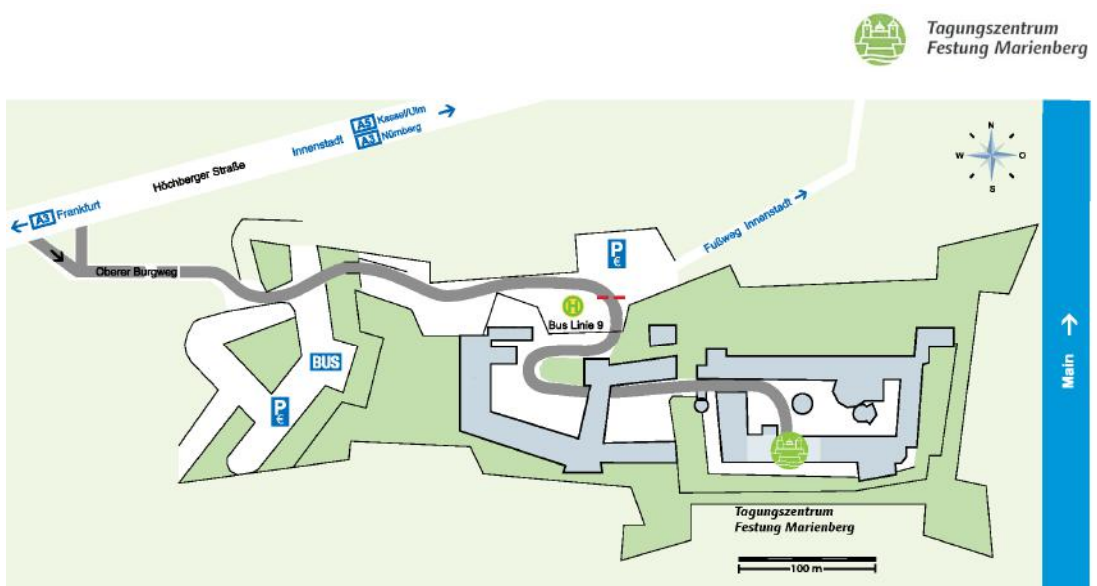 Tagungszentrum
Festung Marienberg
A5 Kassel/Ulm
Innenstadt A3 Nürnberg
Höchberger Straße
A3 Frankfurt
Oberer Burgweg
N
W O
S
Fußweg Innenstadt
P
€
H
Bus Linie 9
BUS
P
€
Main
Tagungszentrum
Festung Marienberg
100 m